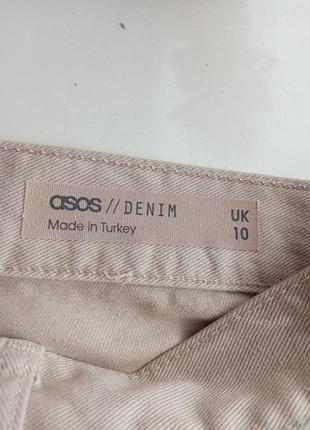 asos // DENIM
Made in Turkey
UK
10